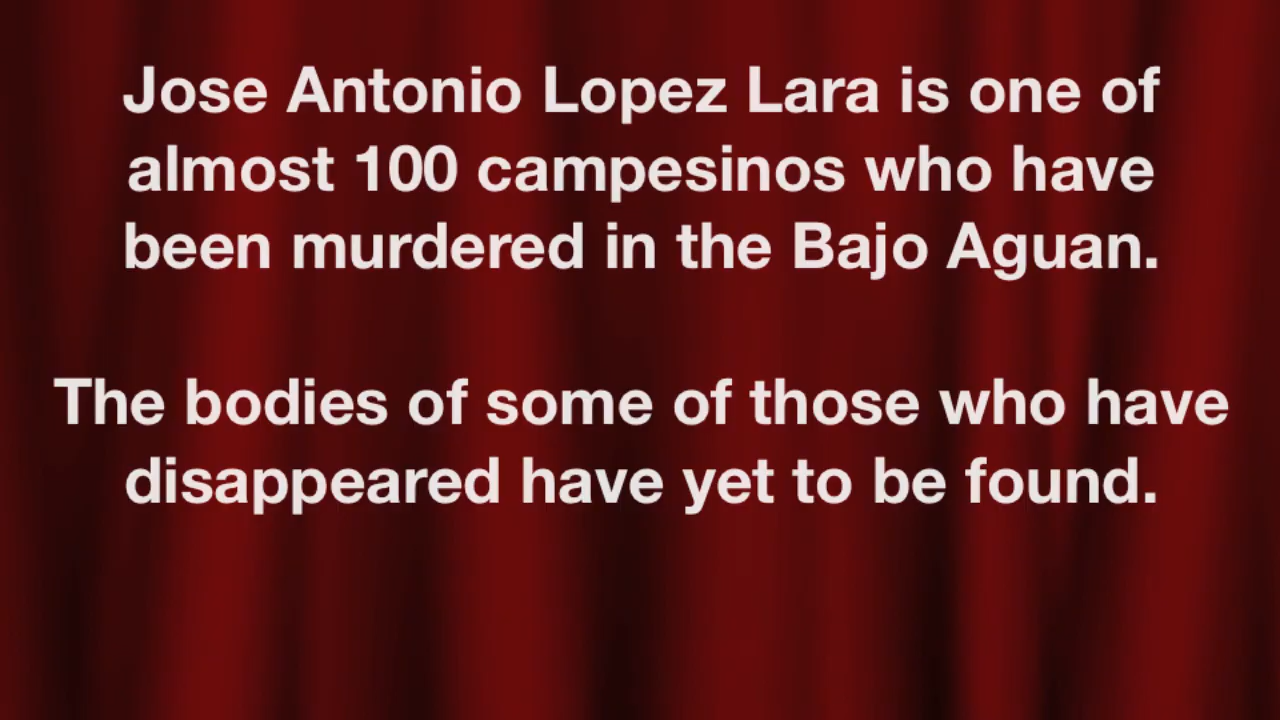 Jose Antonio Lopez Lara is one of
almost 100 campesinos who have
been murdered in the Bajo Aguan.
The bodies of some of those who have
disappeared have yet to be found.